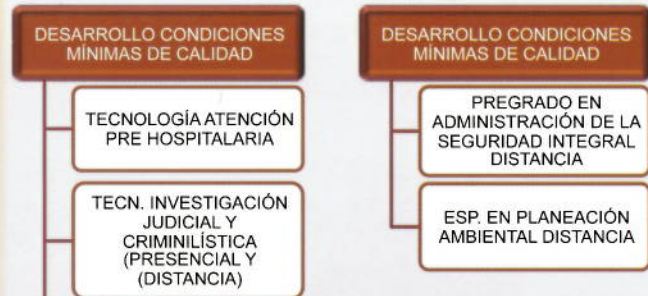 DESARROLLO CONDICIONES
MÍNIMAS DE CALIDAD
TECNOLOGÍA ATENCIÓN
PRE HOSPITALARIA
TECN. INVESTIGACIÓN
JUDICIAL Y
CRIMINILÍSTICA
(PRESENCIAL Y
(DISTANCIA)
DESARROLLO CONDICIONES
MÍNIMAS DE CALIDAD
PREGRADO EN
ADMINISTRACIÓN DE LA
SEGURIDAD INTEGRAL
DISTANCIA
ESP. EN PLANEACIÓN
AMBIENTAL DISTANCIA